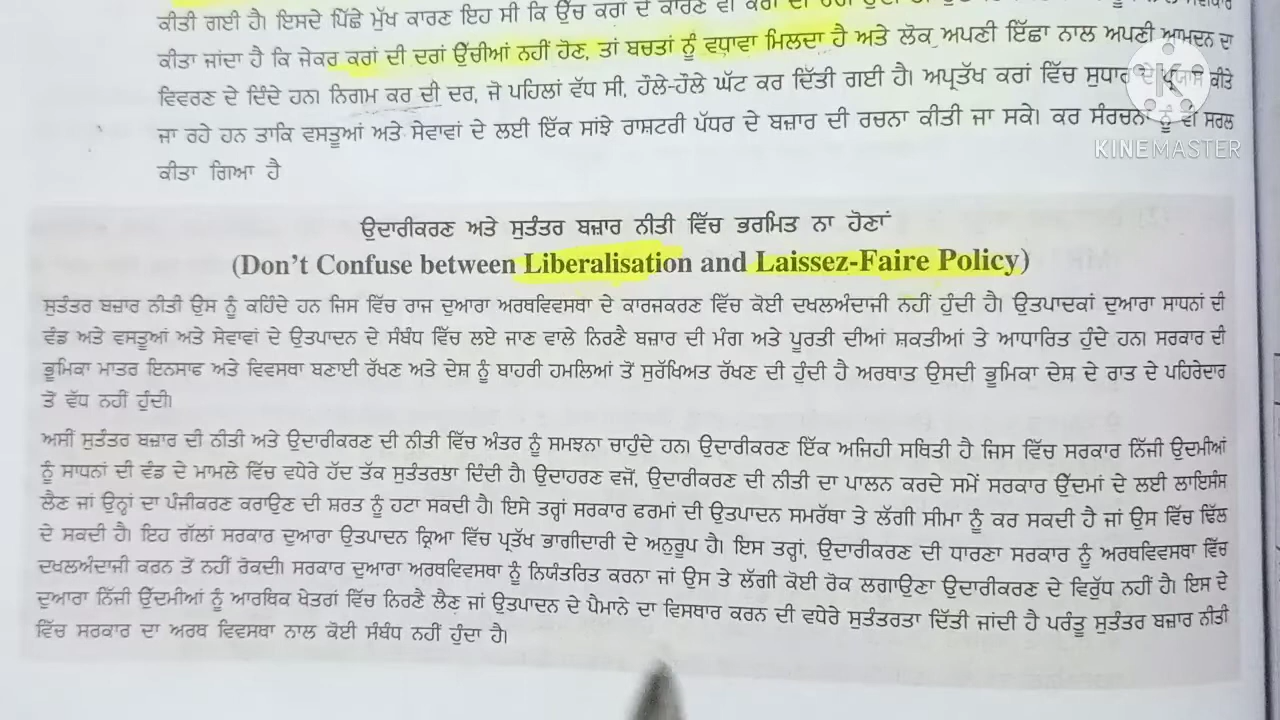 ਕੀਤੀ ਗਈ ਹੈ। ਇਸਦੇ ਪਿੱਛੇ ਮੁੱਖ ਕਾਰਣ ਇਹ ਸੀ ਕਿ ਉੱਚ ਕਰਾਂ ਦੇ ਕਾਰਣ ਵੀ
ਕੀਤਾ ਜਾਂਦਾ ਹੈ ਕਿ ਜੇਕਰ ਕਰਾਂ ਦੀ ਦਰਾਂ ਉੱਚੀਆਂ ਨਹੀਂ ਹੋਣ, ਤਾਂ ਬਚਤਾਂ ਨੂੰ ਵਧਾਵਾ ਮਿਲਦਾ ਹੈ ਅਤੇ ਲੋਕ ਅਪਣੀ ਇੱਛਾ ਨਾਲ ਅਪਣੀ ਆਮਦਨ ਦਾ
ਵਿਵਰਣ ਦੇ ਦਿੰਦੇ ਹਨ। ਨਿਗਮ ਕਰ ਦੀ ਦਰ, ਜੋ ਪਹਿਲਾਂ ਵੱਧ ਸੀ, ਹੌਲੇ-ਹੌਲੇ ਘੱਟ ਕਰ ਦਿੱਤੀ ਗਈ ਹੈ। ਅਪ੍ਰਤੱਖ ਕਰਾਂ ਵਿੱਚ ਸੁਧਾਰ ਦੇ ਪ੍ਰਯਾਸ ਕੀਤੇ
ਜਾ ਰਹੇ ਹਨ ਤਾਕਿ ਵਸਤੂਆਂ ਅਤੇ ਸੇਵਾਵਾਂ ਦੇ ਲਈ ਇੱਕ ਸਾਂਝੇ ਰਾਸ਼ਟਰੀ ਪੱਧਰ ਦੇ ਬਜ਼ਾਰ ਦੀ ਰਚਨਾ ਕੀਤੀ ਜਾ ਸਕੇ। ਕਰ ਸੰਰਚਨਾ ਨੂੰ ਵੀ ਸਰਲ
ਕੀਤਾ ਗਿਆ ਹੈ
KINEMASTER
ਉਦਾਰੀਕਰਣ ਅਤੇ ਸੁਤੰਤਰ ਬਜ਼ਾਰ ਨੀਤੀ ਵਿੱਚ ਭਰਮਿਤ ਨਾ ਹੋਣਾਂ
(Don't Confuse between Liberalisation and Laissez-Faire Policy)
ਸੁਤੰਤਰ ਬਜ਼ਾਰ ਨੀਤੀ ਉਸ ਨੂੰ ਕਹਿੰਦੇ ਹਨ ਜਿਸ ਵਿੱਚ ਰਾਜ ਦੁਆਰਾ ਅਰਥਵਿਵਸਥਾ ਦੇ ਕਾਰਜਕਰਣ ਵਿੱਚ ਕੋਈ ਦਖਲਅੰਦਾਜੀ ਨਹੀਂ ਹੁੰਦੀ ਹੈ। ਉਤਪਾਦਕਾਂ ਦੁਆਰਾ ਸਾਧਨਾਂ ਦੀ
ਵੰਡ ਅਤੇ ਵਸਤੂਆਂ ਅਤੇ ਸੇਵਾਵਾਂ ਦੇ ਉਤਪਾਦਨ ਦੇ ਸੰਬੰਧ ਵਿੱਚ ਲਏ ਜਾਣ ਵਾਲੇ ਨਿਰਣੈ ਬਜ਼ਾਰ ਦੀ ਮੰਗ ਅਤੇ ਪੂਰਤੀ ਦੀਆਂ ਸ਼ਕਤੀਆਂ ਤੇ ਆਧਾਰਿਤ ਹੁੰਦੇ ਹਨ। ਸਰਕਾਰ ਦੀ
ਭੂਮਿਕਾ ਮਾਤਰ ਇਨਸਾਫ ਅਤੇ ਵਿਵਸਥਾ ਬਣਾਈ ਰੱਖਣ ਅਤੇ ਦੇਸ਼ ਨੂੰ ਬਾਹਰੀ ਹਮਲਿਆਂ ਤੋਂ ਸੁਰੱਖਿਅਤ ਰੱਖਣ ਦੀ ਹੁੰਦੀ ਹੈ ਅਰਥਾਤ ਉਸਦੀ ਭੂਮਿਕਾ ਦੇਸ਼ ਦੇ ਰਾਤ ਦੇ ਪਹਿਰੇਦਾਰ
ਤੋਂ ਵੱਧ ਨਹੀਂ ਹੁੰਦੀ।
ਅਸੀਂ ਸੁਤੰਤਰ ਬਜ਼ਾਰ ਦੀ ਨੀਤੀ ਅਤੇ ਉਦਾਰੀਕਰਣ ਦੀ ਨੀਤੀ ਵਿੱਚ ਅੰਤਰ ਨੂੰ ਸਮਝਨਾ ਚਾਹੁੰਦੇ ਹਨ। ਉਦਾਰੀਕਰਣ ਇੱਕ ਅਜਿਹੀ ਸਥਿਤੀ ਹੈ ਜਿਸ ਵਿੱਚ ਸਰਕਾਰ ਨਿੱਜੀ ਉਦਮੀਆਂ
ਨੂੰ ਸਾਧਨਾਂ ਦੀ ਵੰਡ ਦੇ ਮਾਮਲੇ ਵਿੱਚ ਵਧੇਰੇ ਹੱਦ ਤੱਕ ਸੁਤੰਤਰਝਾ ਦਿੰਦੀ ਹੈ। ਉਦਾਹਰਣ ਵਜੋਂ, ਉਦਾਰੀਕਰਣ ਦੀ ਨੀਤੀ ਦਾ ਪਾਲਨ ਕਰਦੇ ਸਮੇਂ ਸਰਕਾਰ ਉੱਦਮਾਂ ਦੇ ਲਈ ਲਾਇਸੰਸ
ਲੈਣ ਜਾਂ ਉਨ੍ਹਾਂ ਦਾ ਪੰਜੀਕਰਣ ਕਰਾਉਣ ਦੀ ਸ਼ਰਤ ਨੂੰ ਹਟਾ ਸਕਦੀ ਹੈ। ਇਸੇ ਤਰ੍ਹਾਂ ਸਰਕਾਰ ਫਰਮਾਂ ਦੀ ਉਤਪਾਦਨ ਸਮਰੱਥਾ ਤੇ ਲੱਗੀ ਸੀਮਾ ਨੂੰ ਕਰ ਸਕਦੀ ਹੈ ਜਾਂ ਉਸ ਵਿੱਚ ਢਿੱਲ
ਦੇ ਸਕਦੀ ਹੈ। ਇਹ ਗੱਲਾਂ ਸਰਕਾਰ ਦੁਆਰਾ ਉਤਪਾਦਨ ਕ੍ਰਿਆ ਵਿੱਚ ਪ੍ਰਤੱਖ ਭਾਗੀਦਾਰੀ ਦੇ ਅਨੁਰੂਪ ਹੈ। ਇਸ ਤਰ੍ਹਾਂ, ਉਦਾਰੀਕਰਣ ਦੀ ਧਾਰਣਾ ਸਰਕਾਰ ਨੂੰ ਅਰਥਵਿਵਸਥਾ ਵਿੱਚ
ਦਖਲਅੰਦਾਜੀ ਕਰਨ ਤੋਂ ਨਹੀਂ ਰੋਕਦੀ। ਸਰਕਾਰ ਦੁਆਰਾ ਅਰਥਵਿਵਸਥਾ ਨੂੰ ਨਿਯੰਤਰਿਤ ਕਰਨਾ ਜਾਂ ਉਸ ਤੇ ਲੱਗੀ ਕੋਈ ਰੋਕ ਲਗਾਉਣਾ ਉਦਾਰੀਕਰਣ ਦੇ ਵਿਰੁੱਧ ਨਹੀਂ ਹੈ। ਇਸ ਦੇ
ਦੁਆਰਾ ਨਿੱਜੀ ਉੱਦਮੀਆਂ ਨੂੰ ਆਰਥਿਕ ਖੇਤਰਾਂ ਵਿੱਚ ਨਿਰਣੈ ਲੈਣ ਜਾਂ ਉਤਪਾਦਨ ਦੇ ਪੈਮਾਨੇ ਦਾ ਵਿਸਥਾਰ ਕਰਨ ਦੀ ਵਧੇਰੇ ਸੁਤੰਤਰਤਾ ਦਿੱਤੀ ਜਾਂਦੀ ਹੈ ਪਰੰਤੂ ਸੁਤੰਤਰ ਬਜ਼ਾਰ ਨੀਤੀ
ਵਿੱਚ ਸਰਕਾਰ ਦਾ ਅਰਥ ਵਿਵਸਥਾ ਨਾਲ ਕੋਈ ਸੰਬੰਧ ਨਹੀਂ ਹੁੰਦਾ ਹੈ।